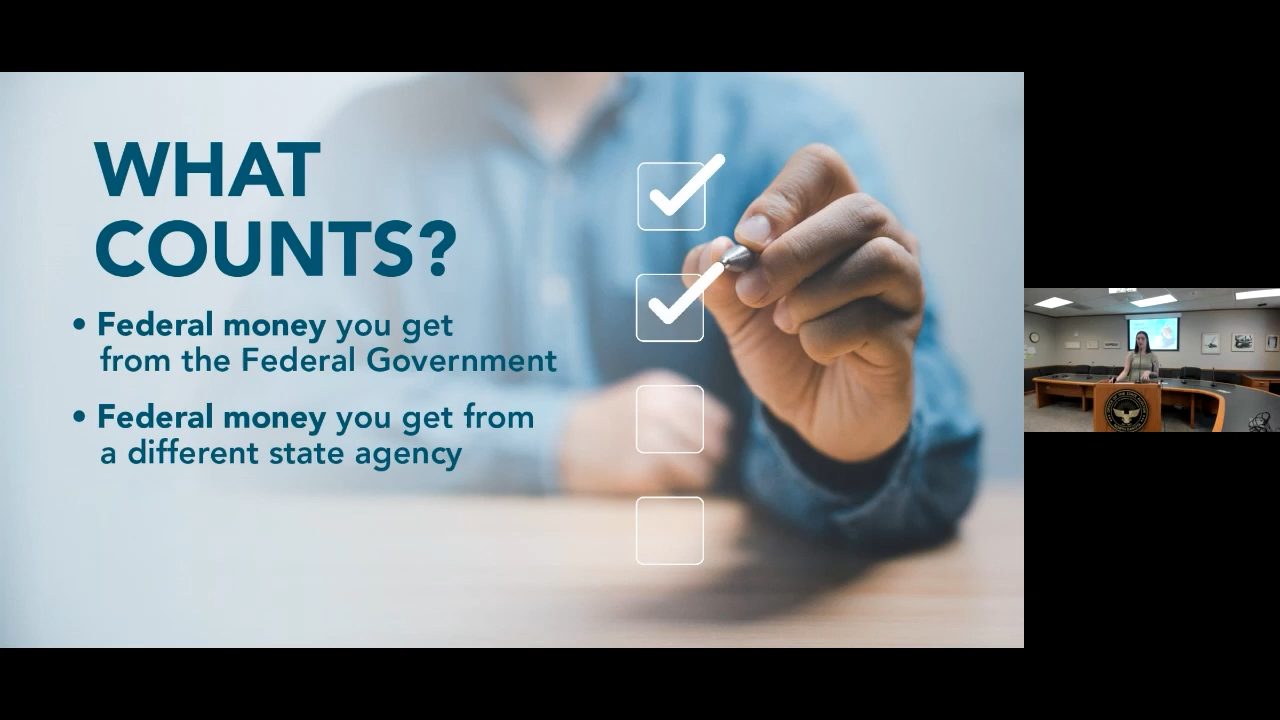 WHAT
COUNTS?
• Federal money you get
from the Federal Government
• Federal money you get from
a different state agency